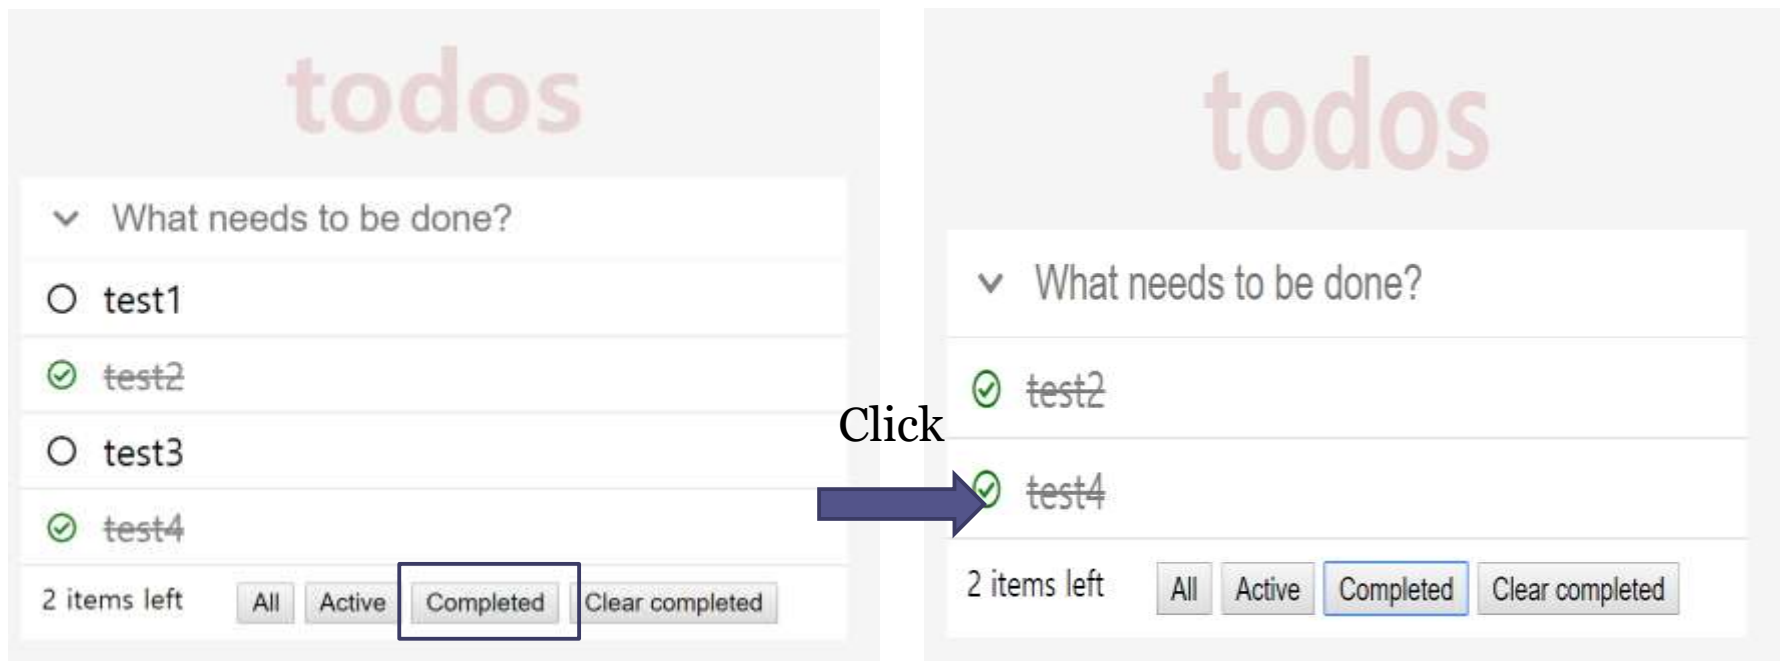 todos
What needs to be done?
test1
test2
test3
test4
2 items left All Active Completed Clear completed
Click
todos
What needs to be done?
test2
test4
2 items left All Active Completed Clear completed